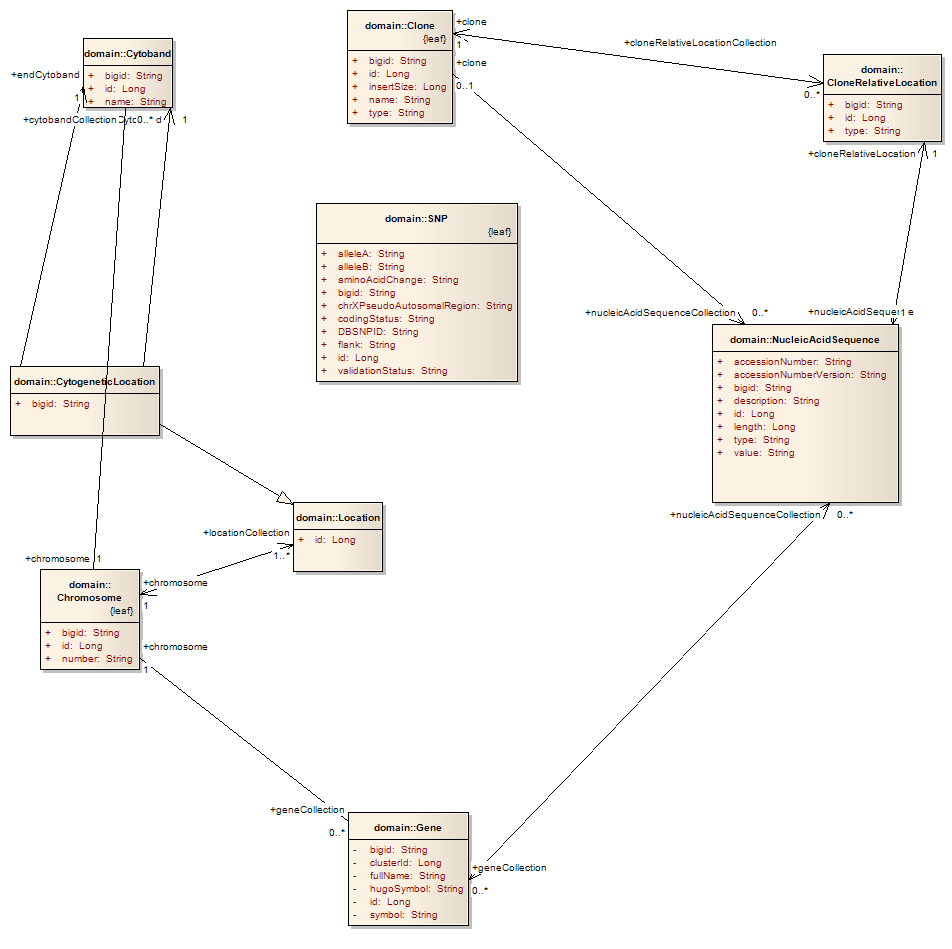 domain::Cytoband
+ bigid: String
+ id: Long
+ name: String
+endCytoband
1
+cytobandCollection
0..*
1
domain::Clone
{leaf}
+ bigid: String
+ id: Long
+ insertSize: Long
+ name: String
+ type: String
+clone
1
+clone
0..1
+cloneRelativeLocationCollection
0..*
domain::
CloneRelativeLocation
+ bigid: String
+ id: Long
+ type: String
+cloneRelativeLocation
1
domain::SNP
{leaf}
+ alleleA: String
+ alleleB: String
+ aminoAcidChange: String
+ bigid: String
+ chrXPseudoAutosomalRegion: String
+ codingStatus: String
+ DBSNPID: String
+ flank: String
+ id: Long
+ validationStatus: String
+nucleicAcidSequenceCollection
0..*
1
domain::NucleicAcidSequence
+ accessionNumber: String
+ accessionNumberVersion: String
+ bigid: String
+ description: String
+ id: Long
+ length: Long
+ type: String
+ value: String
+nucleicAcidSequenceCollection
0..*
domain::CytogeneticLocation
+ bigid: String
domain::Location
+ id: Long
+locationCollection
1..*
+chromosome
1
domain::
Chromosome
{leaf}
+ bigid: String
+ id: Long
+ number: String
+chromosome
1
+chromosome
1
+geneCollection
0..*
domain::Gene
- bigid: String
- clusterId: Long
- fullName: String
- hugoSymbol: String
- id: Long
- symbol: String
+geneCollection
0..*